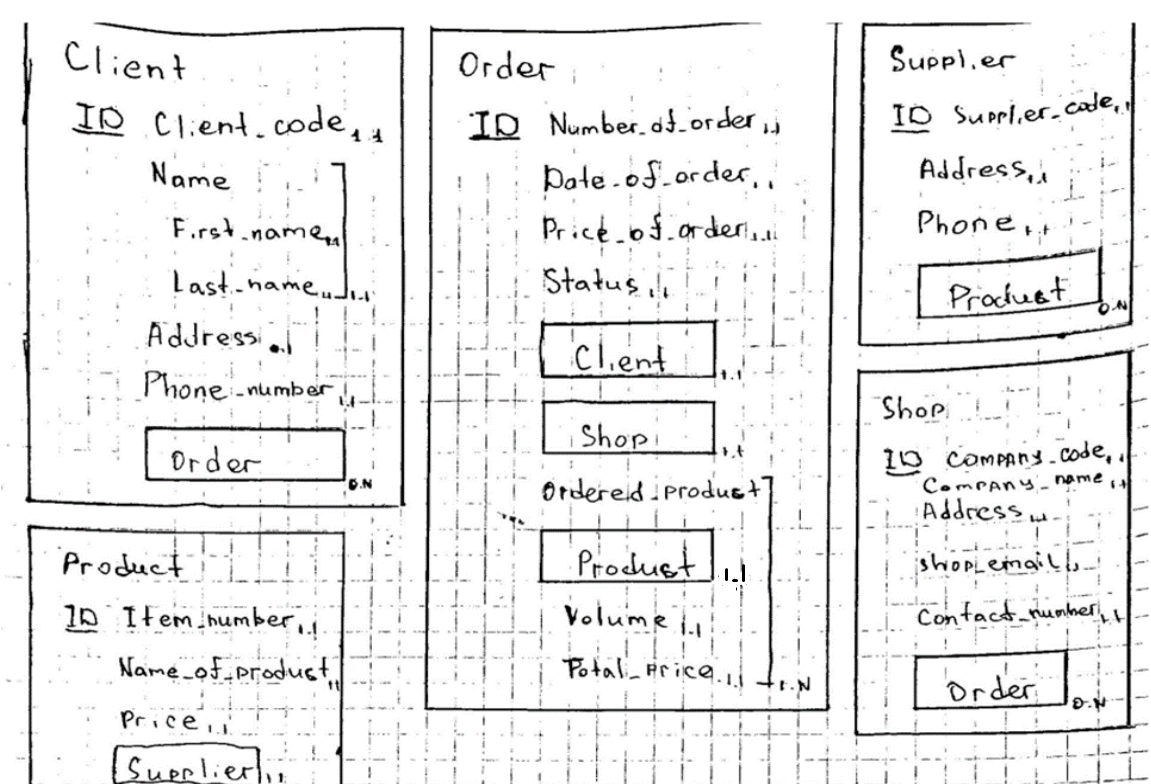 Client
ID Client_code 1.1
Name
First_name 1.1
Last_name 1.1 1.1
Address 0.1
Phone_number 1.1
Order 0.N
Product
ID Item_number 1.1
Name_of_product 1.1
Price 1.1
Supplier 1.1
Order
ID Number_of_order 1.1
Date_of_order 1.1
Price_of_order 1.1
Status 1.1
Client 1.1
Shop 1.1
Ordered_product
Product 1.1
Volume 1.1
Total_Price 1.1 1.N
Supplier
ID Supplier_code 1.1
Address 1.1
Phone 1.1
Product 0.N
Shop
ID Company_code 1.1
Company_name 1.1
Address 1.1
shop_email 1.1
Contact_number 1.1
Order 0.N